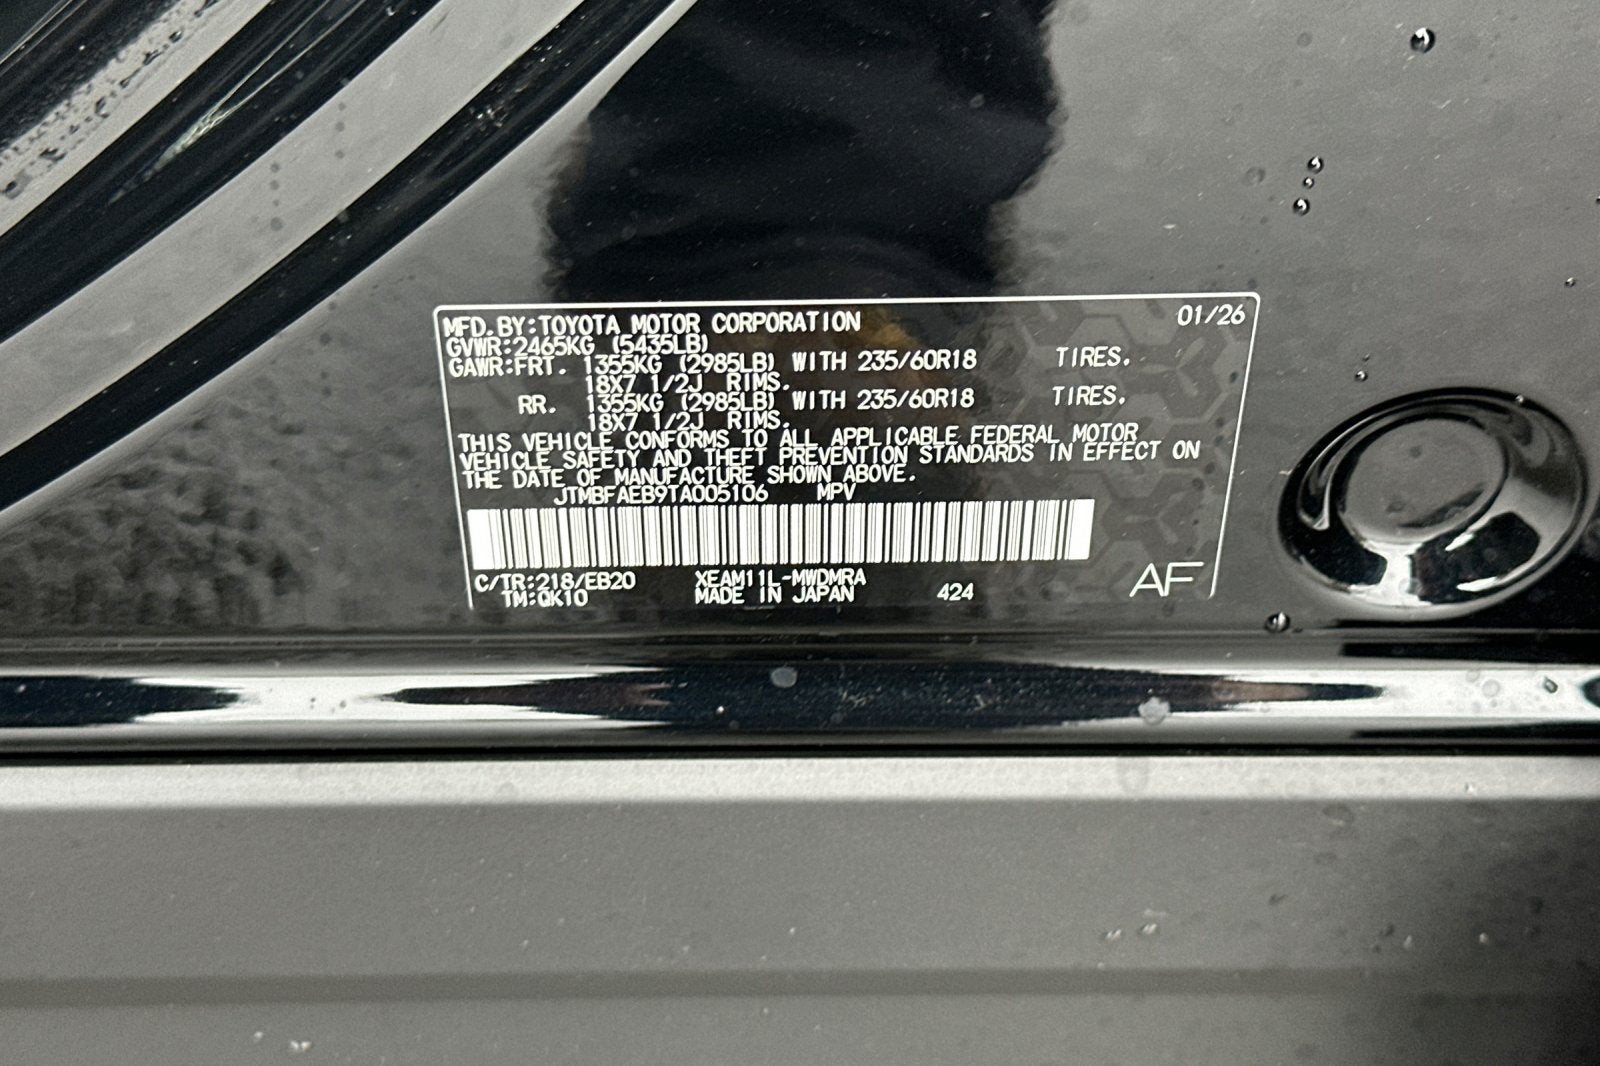 MFD. BY:TOYOTA MOTOR CORPORATION 01/26
GVWR:2465KG (5435LB)
GAWR:FRT. 1355KG (2985LB) WITH 235/60R18 TIRES.
18X7 1/2J RIMS.
RR. 1355KG (2985LB) WITH 235/60R18 TIRES.
18X7 1/2J RIMS.
THIS VEHICLE CONFORMS TO ALL APPLICABLE FEDERAL MOTOR
VEHICLE SAFETY AND THEFT PREVENTION STANDARDS IN EFFECT ON
THE DATE OF MANUFACTURE SHOWN ABOVE.
JTMBFAEB9TA005106 MPV
C/TR:218/EB20 XEAM11L-MWDMRA
TM:QK10 MADE IN JAPAN 424 AF